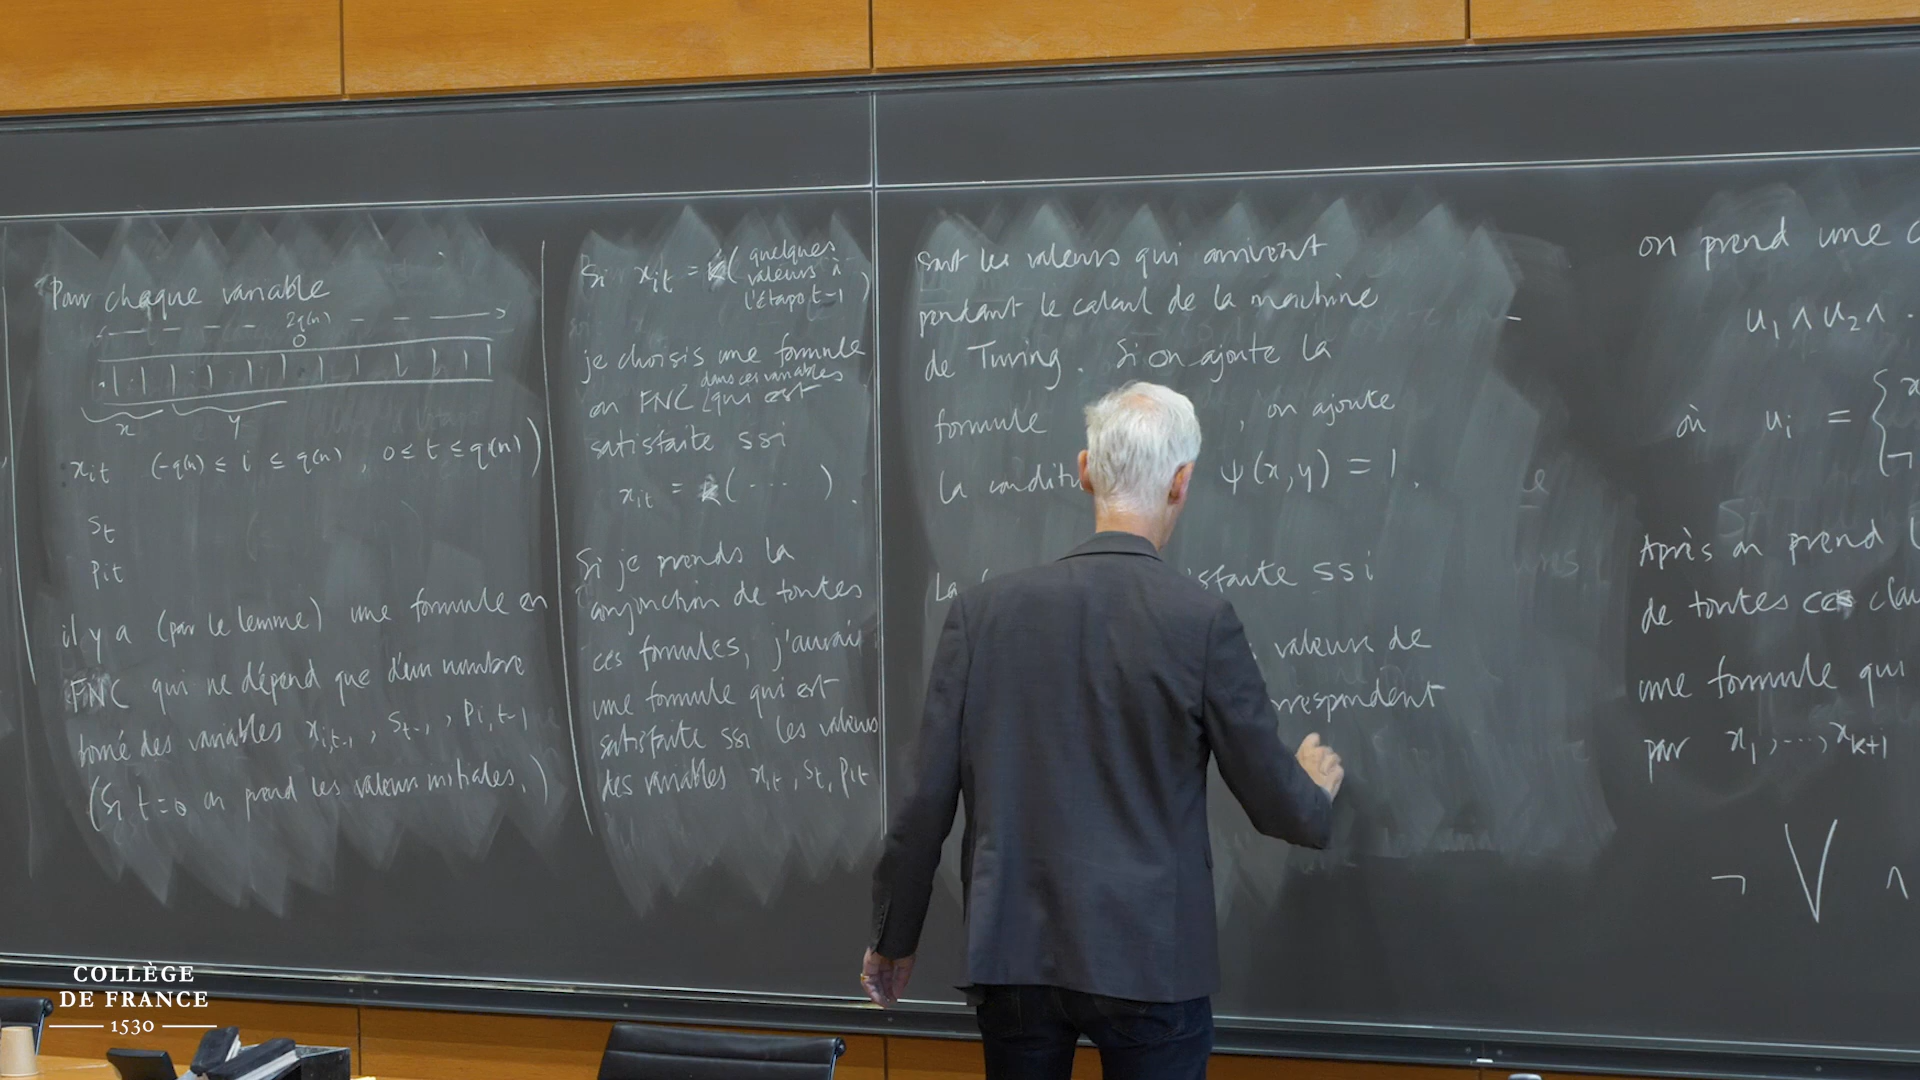 Pour chaque variable
2q(n)
0
x
y
x_it (-q(n) ≤ i ≤ q(n), 0 ≤ t ≤ q(n))
s_t
p_it
il y a (par le lemme) une formule en
FNC qui ne dépend que d'un nombre
borné des variables x_i,t-1, s_t-1, p_i,t-1
(Si t=0 on prend les valeurs initiales.)
Si x_it = ( quelques
valeurs à
l'étape t-1 )
je choisis une formule
dans ces variables
en FNC qui est
satisfaite ssi
x_it = ( ... ).
Si je prends la
conjonction de toutes
ces formules, j'aurai
une formule qui est
satisfaite ssi les valeurs
des variables x_it, s_t, p_it
sont les valeurs qui arrivent
pendant le calcul de la machine
de Turing. Si on ajoute la
formule , on ajoute
la ψ(x,y) = 1.
La ssi
valeurs de
on prend une
u_1 ∧ u_2 ∧ .
où u_i = { x
¬
Après on prend
de toutes ces
une formule qui
par x_1, ..., x_k+1
¬ ∨ ∧
COLLÈGE
DE FRANCE
1530